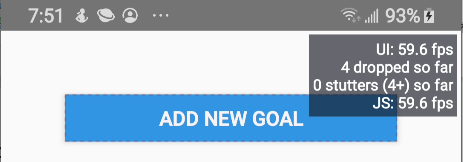 7:51 ... 93%
UI: 59.6 fps
4 dropped so far
0 stutters (4+) so far
JS: 59.6 fps
ADD NEW GOAL